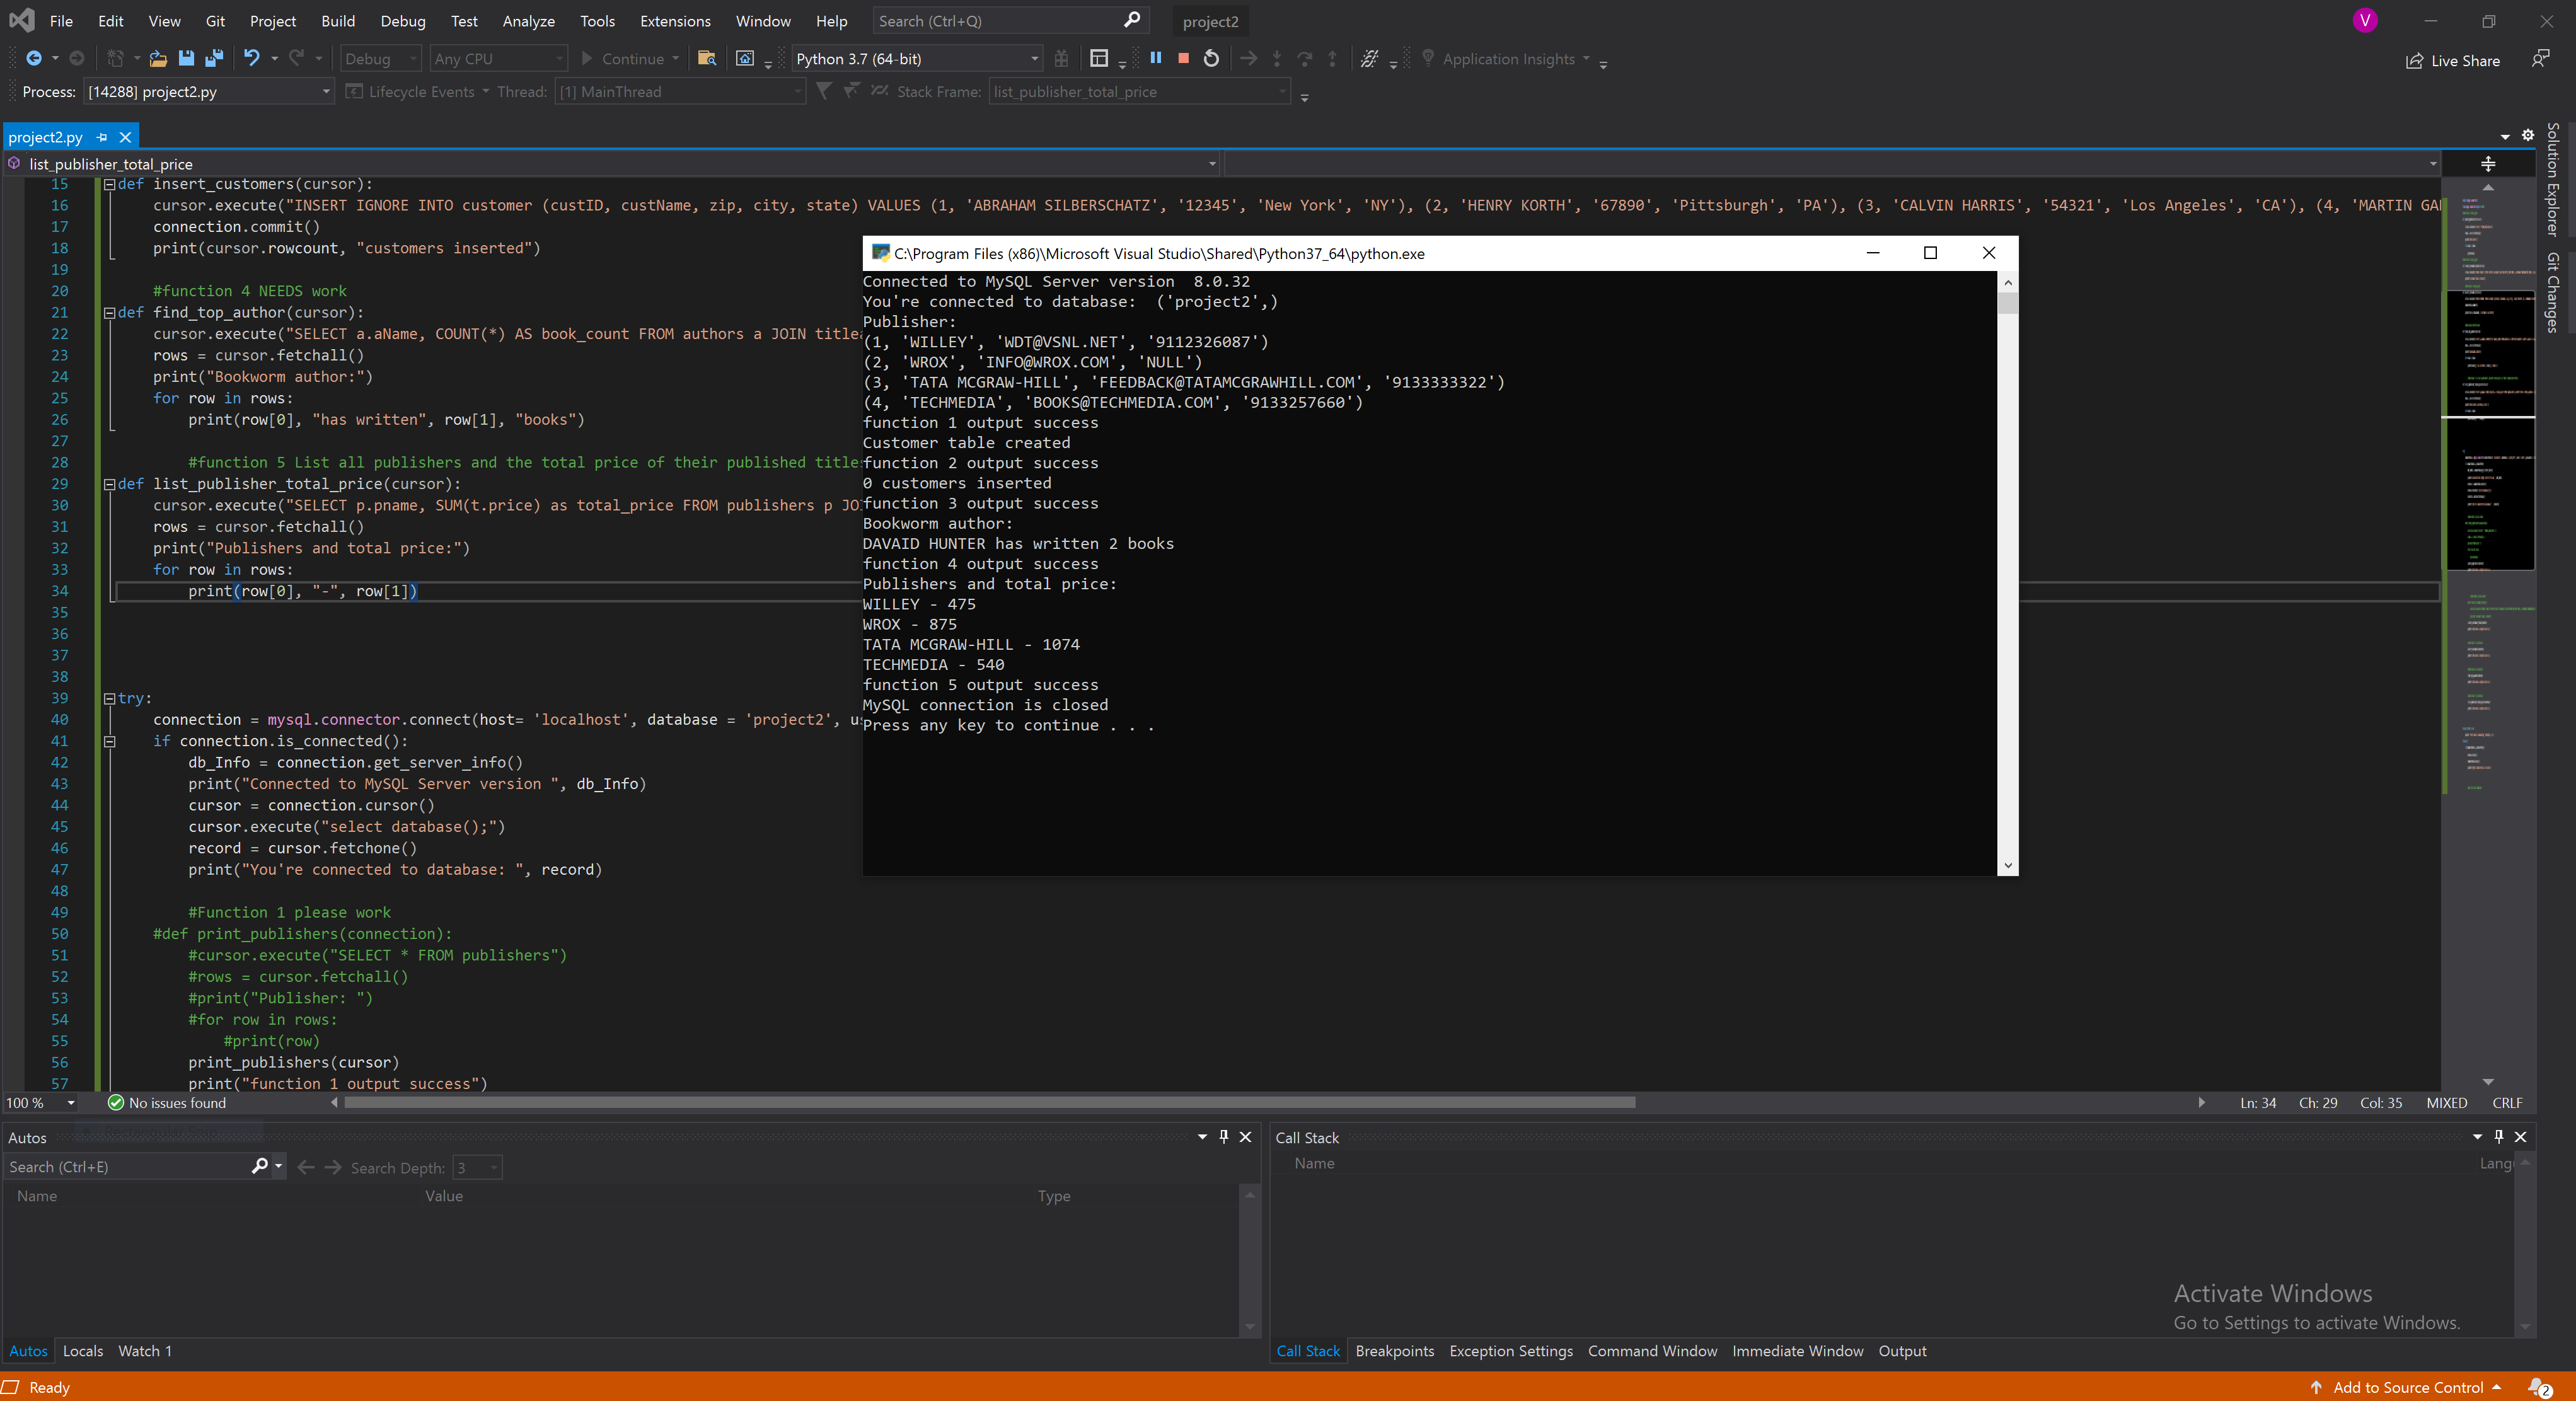 File Edit View Git Project Build Debug Test Analyze Tools Extensions Window Help Search (Ctrl+Q) project2 V
Debug Any CPU Continue Python 3.7 (64-bit) Application Insights Live Share
Process: [14288] project2.py Lifecycle Events Thread: [1] MainThread Stack Frame: list_publisher_total_price
project2.py
list_publisher_total_price
15 def insert_customers(cursor):
16 cursor.execute("INSERT IGNORE INTO customer (custID, custName, zip, city, state) VALUES (1, 'ABRAHAM SILBERSCHATZ', '12345', 'New York', 'NY'), (2, 'HENRY KORTH', '67890', 'Pittsburgh', 'PA'), (3, 'CALVIN HARRIS', '54321', 'Los Angeles', 'CA'), (4, 'MARTIN GA
17 connection.commit()
18 print(cursor.rowcount, "customers inserted")
19
20 #function 4 NEEDS work
21 def find_top_author(cursor):
22 cursor.execute("SELECT a.aName, COUNT(*) AS book_count FROM authors a JOIN titlea
23 rows = cursor.fetchall()
24 print("Bookworm author:")
25 for row in rows:
26 print(row[0], "has written", row[1], "books")
27
28 #function 5 List all publishers and the total price of their published titles
29 def list_publisher_total_price(cursor):
30 cursor.execute("SELECT p.pname, SUM(t.price) as total_price FROM publishers p JOI
31 rows = cursor.fetchall()
32 print("Publishers and total price:")
33 for row in rows:
34 print(row[0], "-", row[1])
35
36
37
38
39 try:
40 connection = mysql.connector.connect(host= 'localhost', database = 'project2', us
41 if connection.is_connected():
42 db_Info = connection.get_server_info()
43 print("Connected to MySQL Server version ", db_Info)
44 cursor = connection.cursor()
45 cursor.execute("select database();")
46 record = cursor.fetchone()
47 print("You're connected to database: ", record)
48
49 #Function 1 please work
50 #def print_publishers(connection):
51 #cursor.execute("SELECT * FROM publishers")
52 #rows = cursor.fetchall()
53 #print("Publisher: ")
54 #for row in rows:
55 #print(row)
56 print_publishers(cursor)
57 print("function 1 output success")
C:\Program Files (x86)\Microsoft Visual Studio\Shared\Python37_64\python.exe
Connected to MySQL Server version  8.0.32
You're connected to database:  ('project2',)
Publisher:
(1, 'WILLEY', 'WDT@VSNL.NET', '9112326087')
(2, 'WROX', 'INFO@WROX.COM', 'NULL')
(3, 'TATA MCGRAW-HILL', 'FEEDBACK@TATAMCGRAWHILL.COM', '9133333322')
(4, 'TECHMEDIA', 'BOOKS@TECHMEDIA.COM', '9133257660')
function 1 output success
Customer table created
function 2 output success
0 customers inserted
function 3 output success
Bookworm author:
DAVAID HUNTER has written 2 books
function 4 output success
Publishers and total price:
WILLEY - 475
WROX - 875
TATA MCGRAW-HILL - 1074
TECHMEDIA - 540
function 5 output success
MySQL connection is closed
Press any key to continue . . .
Solution Explorer
Git Changes
100 % No issues found Ln: 34 Ch: 29 Col: 35 MIXED CRLF
Autos
Search (Ctrl+E) Search Depth: 3
Name Value Type
Autos Locals Watch 1
Call Stack
Name Lang
Activate Windows
Go to Settings to activate Windows.
Call Stack Breakpoints Exception Settings Command Window Immediate Window Output
Ready Add to Source Control 2